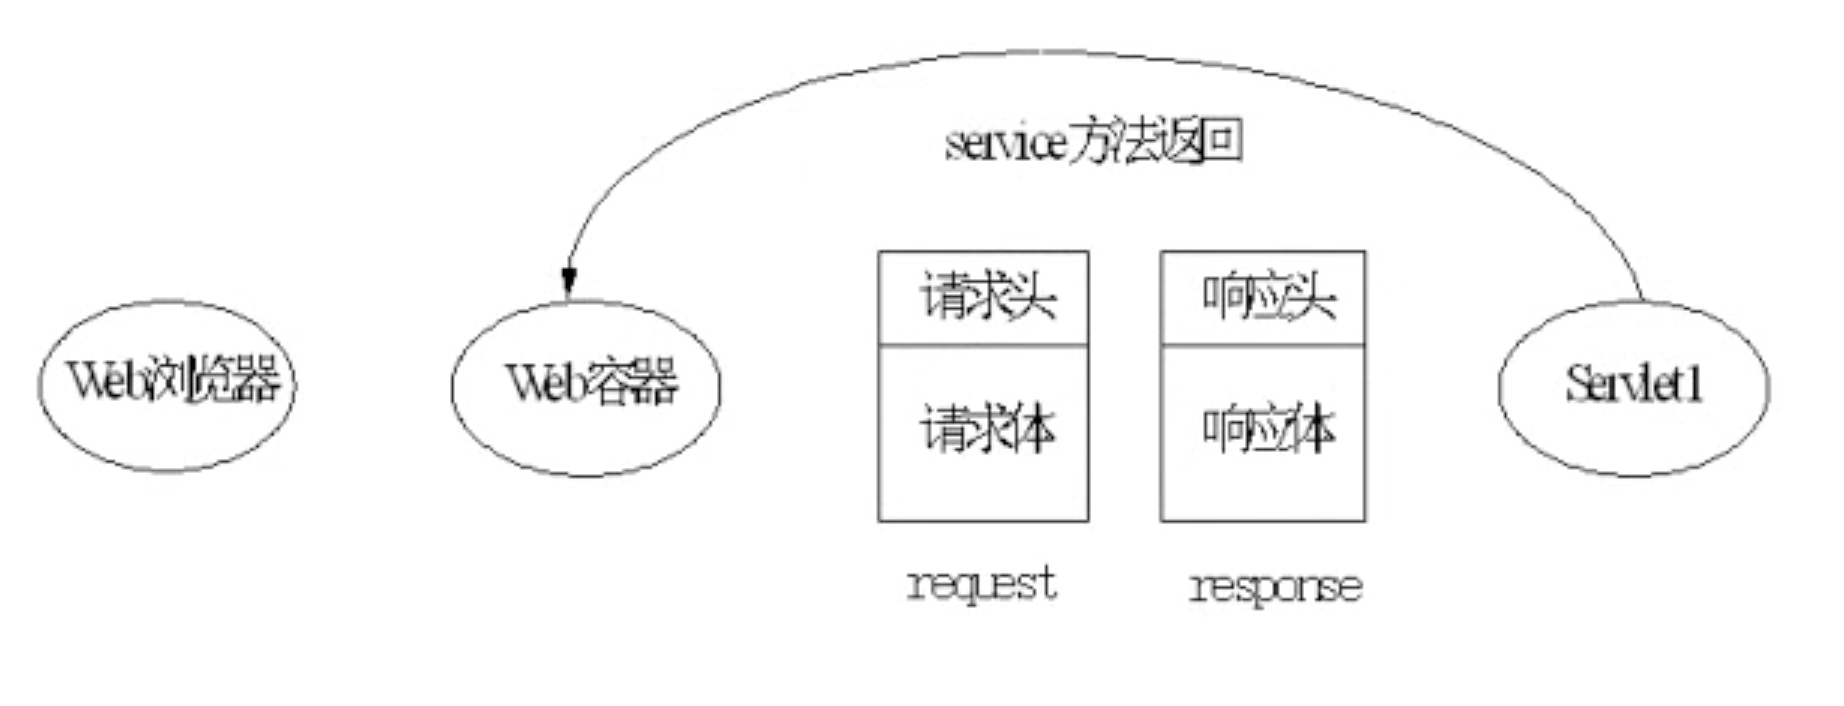 service方法返回
请求头
响应头
Web浏览器
Web容器
Servlet1
请求体
响应体
request
response